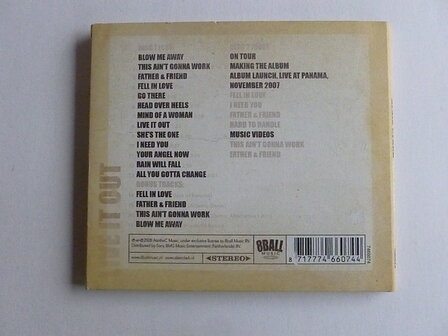 BLOW ME AWAY
THIS AIN'T GONNA WORK
FATHER & FRIEND
FELL IN LOVE
GO THERE
HEAD OVER HEELS
MIND OF A WOMAN
LIVE IT OUT
SHE'S THE ONE
I NEED YOU
YOUR ANGEL NOW
RAIN WILL FALL
ALL YOU GOTTA CHANGE
BONUS TRACKS:
FELL IN LOVE
FATHER & FRIEND
THIS AIN'T GONNA WORK
BLOW ME AWAY
ON TOUR
MAKING THE ALBUM
ALBUM LAUNCH, LIVE AT PANAMA,
NOVEMBER 2007
FELL IN LOVE
I NEED YOU
FATHER & FRIEND
HARD TO HANDLE
MUSIC VIDEOS
THIS AIN'T GONNA WORK
FATHER & FRIEND
E IT OUT
STEREO
8BALL
MUSIC
8 717774 660744